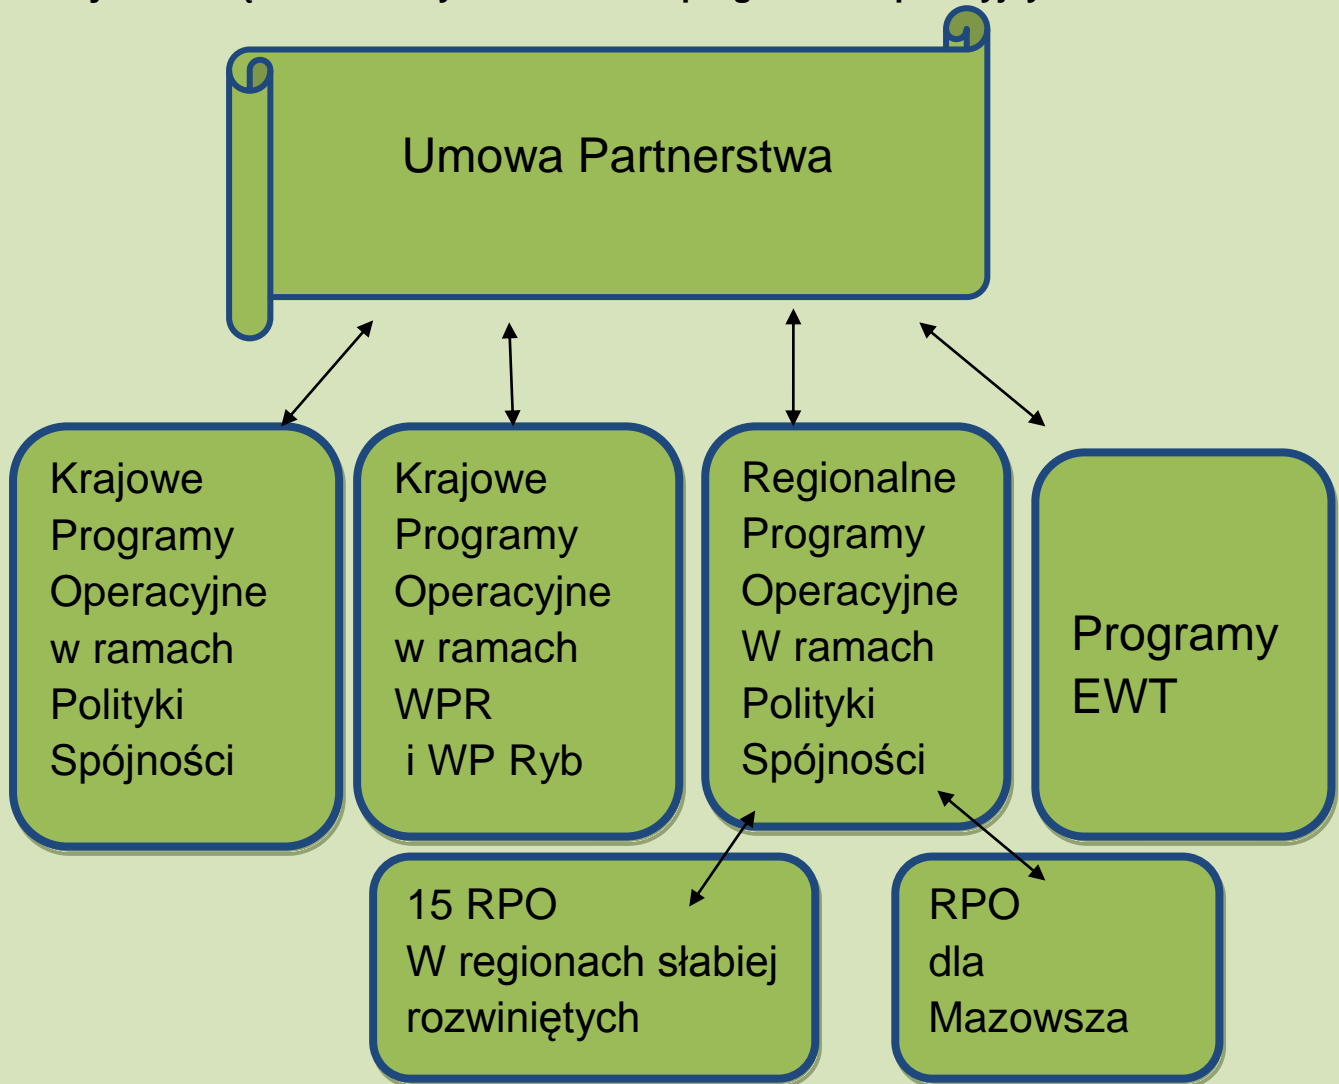 Umowa Partnerstwa
Krajowe
Programy
Operacyjne
w ramach
Polityki
Spójności
Krajowe
Programy
Operacyjne
w ramach
WPR
i WP Ryb
Regionalne
Programy
Operacyjne
W ramach
Polityki
Spójności
Programy
EWT
15 RPO
W regionach słabiej
rozwiniętych
RPO
dla
Mazowsza